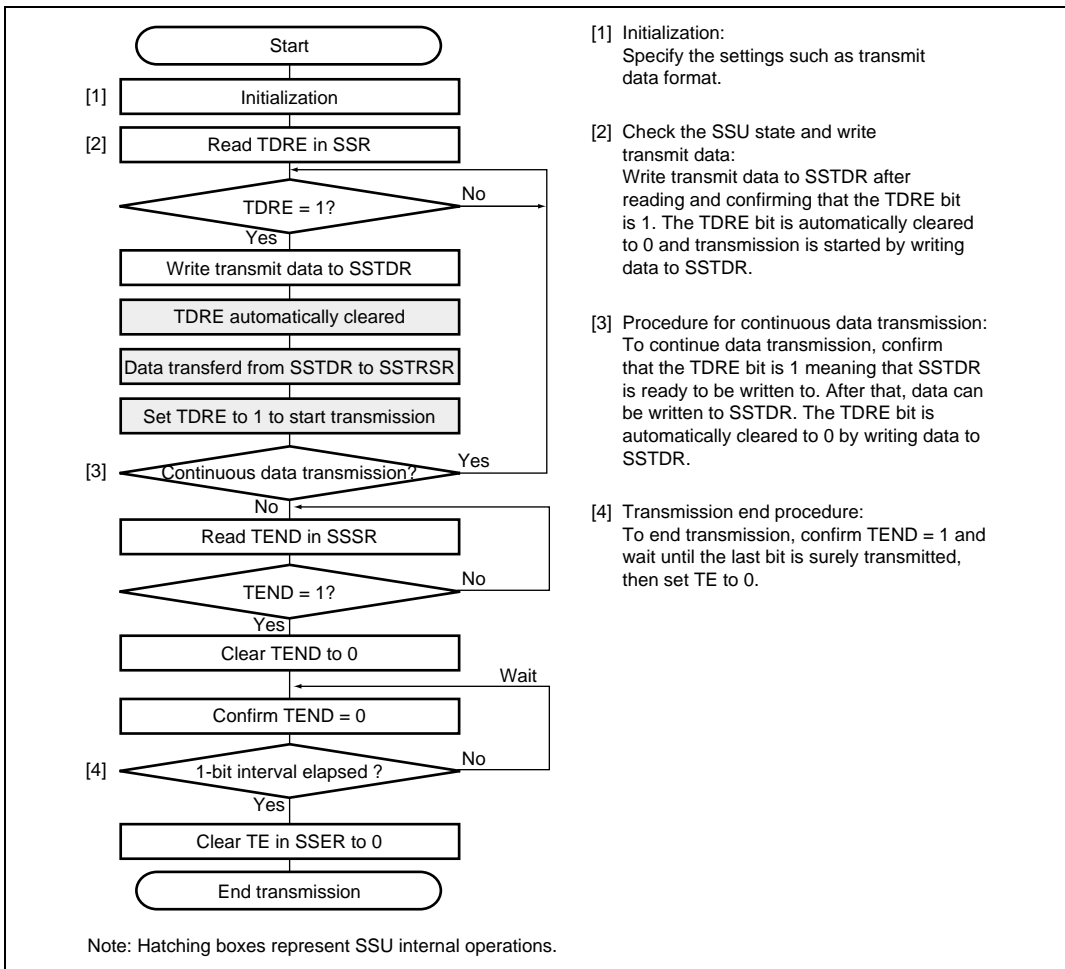 Start
[1] Initialization
[2] Read TDRE in SSR
TDRE = 1?
No
Yes
Write transmit data to SSTDR
TDRE automatically cleared
Data transferd from SSTDR to SSTRSR
Set TDRE to 1 to start transmission
[3] Continuous data transmission?
Yes
No
Read TEND in SSSR
TEND = 1?
No
Yes
Clear TEND to 0
Wait
Confirm TEND = 0
[4] 1-bit interval elapsed ?
No
Yes
Clear TE in SSER to 0
End transmission
[1] Initialization:
Specify the settings such as transmit
data format.
[2] Check the SSU state and write
transmit data:
Write transmit data to SSTDR after
reading and confirming that the TDRE bit
is 1. The TDRE bit is automatically cleared
to 0 and transmission is started by writing
data to SSTDR.
[3] Procedure for continuous data transmission:
To continue data transmission, confirm
that the TDRE bit is 1 meaning that SSTDR
is ready to be written to. After that, data can
be written to SSTDR. The TDRE bit is
automatically cleared to 0 by writing data to
SSTDR.
[4] Transmission end procedure:
To end transmission, confirm TEND = 1 and
wait until the last bit is surely transmitted,
then set TE to 0.
Note: Hatching boxes represent SSU internal operations.